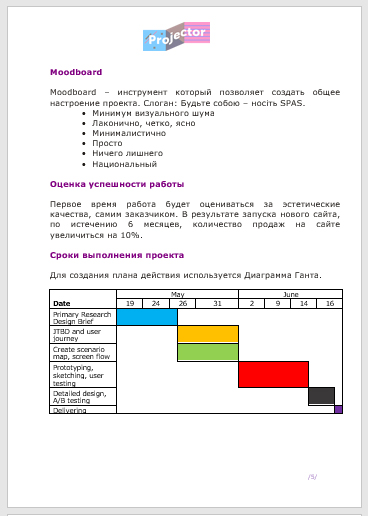 Projector
Moodboard
Moodboard – инструмент который позволяет создать общее
настроение проекта. Слоган: Будьте собою – носіть SPAS.
• Минимум визуального шума
• Лаконично, четко, ясно
• Минималистично
• Просто
• Ничего лишнего
• Национальный
Оценка успешности работы
Первое время работа будет оцениваться за эстетические
качества, самим заказчиком. В результате запуска нового сайта,
по истечению 6 месяцев, количество продаж на сайте
увеличиться на 10%.
Сроки выполнения проекта
Для создания плана действия используется Диаграмма Ганта.
May June
Date 19 24 26 31 2 9 14 16
Primary Research
Design Brief
JTBD and user
journey
Create scenario
map, screen flow
Prototyping,
sketching, user
testing
Detailed design,
A/B testing
Delivering
/5/